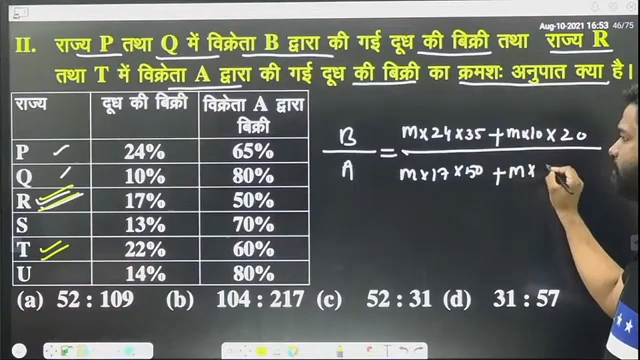 Aug-10-2021 16:53 46/75
II. राज्य P तथा Q में विक्रेता B द्वारा की गई दूध की बिक्री तथा राज्य R
तथा T में विक्रेता A द्वारा की गई दूध की बिक्री का क्रमशः अनुपात क्या है।
राज्य दूध की बिक्री विक्रेता A द्वारा बिक्री
P 24% 65%
Q 10% 80%
R 17% 50%
S 13% 70%
T 22% 60%
U 14% 80%
B/A = M×24×35 + M×10×20
M×17×50 + M×
(a) 52 : 109 (b) 104 : 217 (c) 52 : 31 (d) 31 : 57